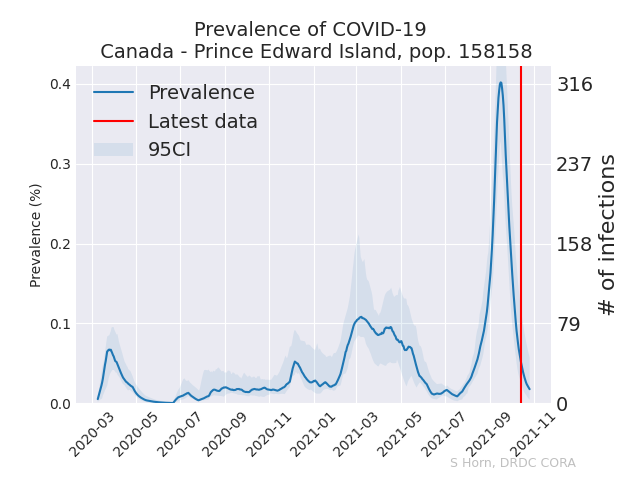 Prevalence of COVID-19
Canada - Prince Edward Island, pop. 158158
Prevalence
Latest data
95CI
Prevalence (%)
0.4
0.3
0.2
0.1
0.0
316
237
158
79
0
# of infections
2020-03
2020-05
2020-07
2020-09
2020-11
2021-01
2021-03
2021-05
2021-07
2021-09
2021-11
S Horn, DRDC CORA